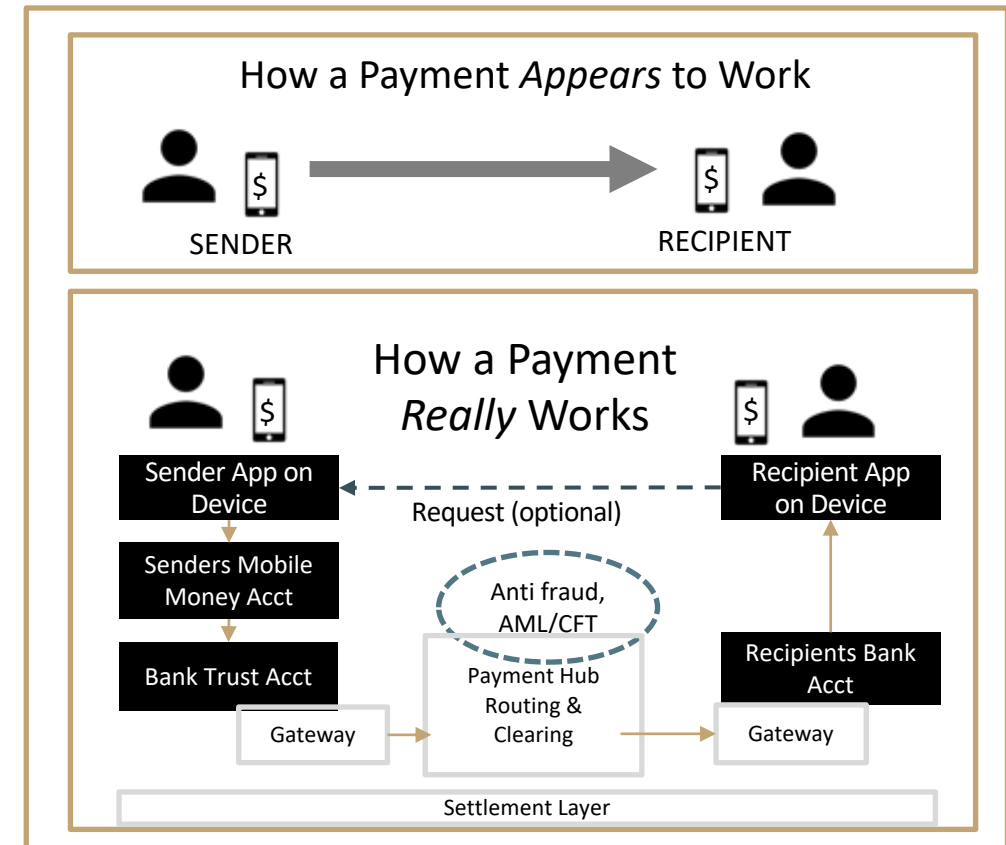 How a Payment Appears to Work
$
$
SENDER
RECIPIENT
How a Payment
Really Works
$
$
Sender App on
Device
Recipient App
on Device
Request (optional)
Senders Mobile
Money Acct
Anti fraud,
AML/CFT
Bank Trust Acct
Payment Hub
Routing &
Clearing
Recipients Bank
Acct
Gateway
Gateway
Settlement Layer